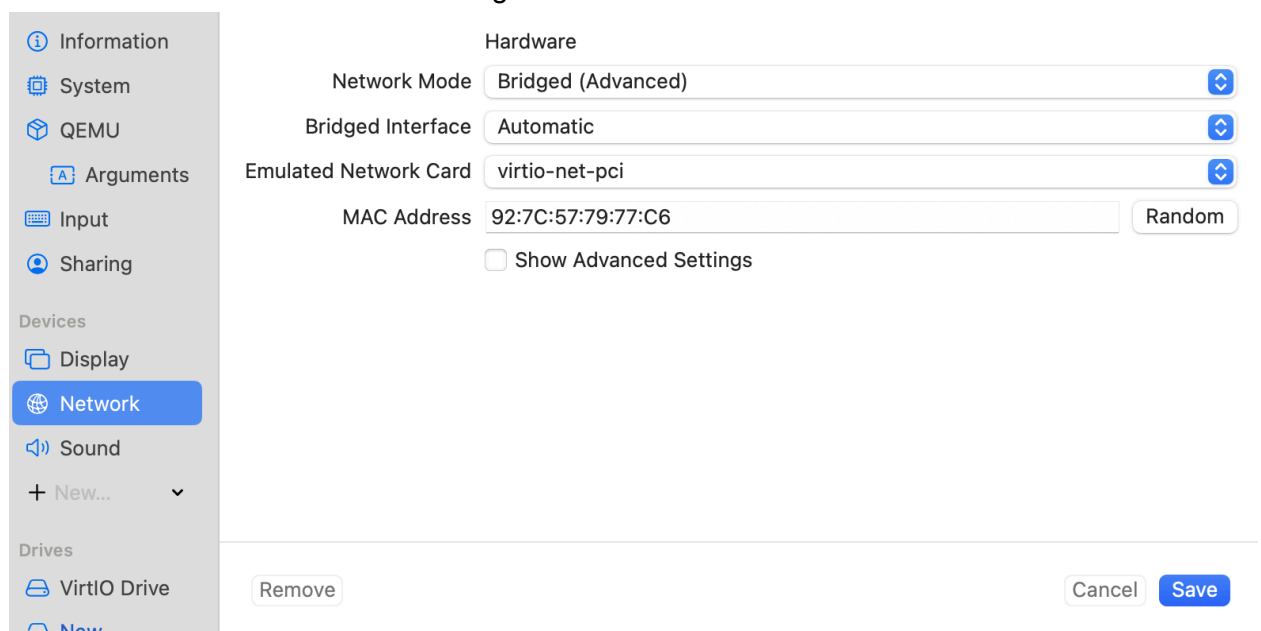 Information
System
QEMU
Arguments
Input
Sharing
Devices
Display
Network
Sound
New...
Drives
VirtIO Drive
New
Hardware
Network Mode Bridged (Advanced)
Bridged Interface Automatic
Emulated Network Card virtio-net-pci
MAC Address 92:7C:57:79:77:C6 Random
Show Advanced Settings
Remove Cancel Save